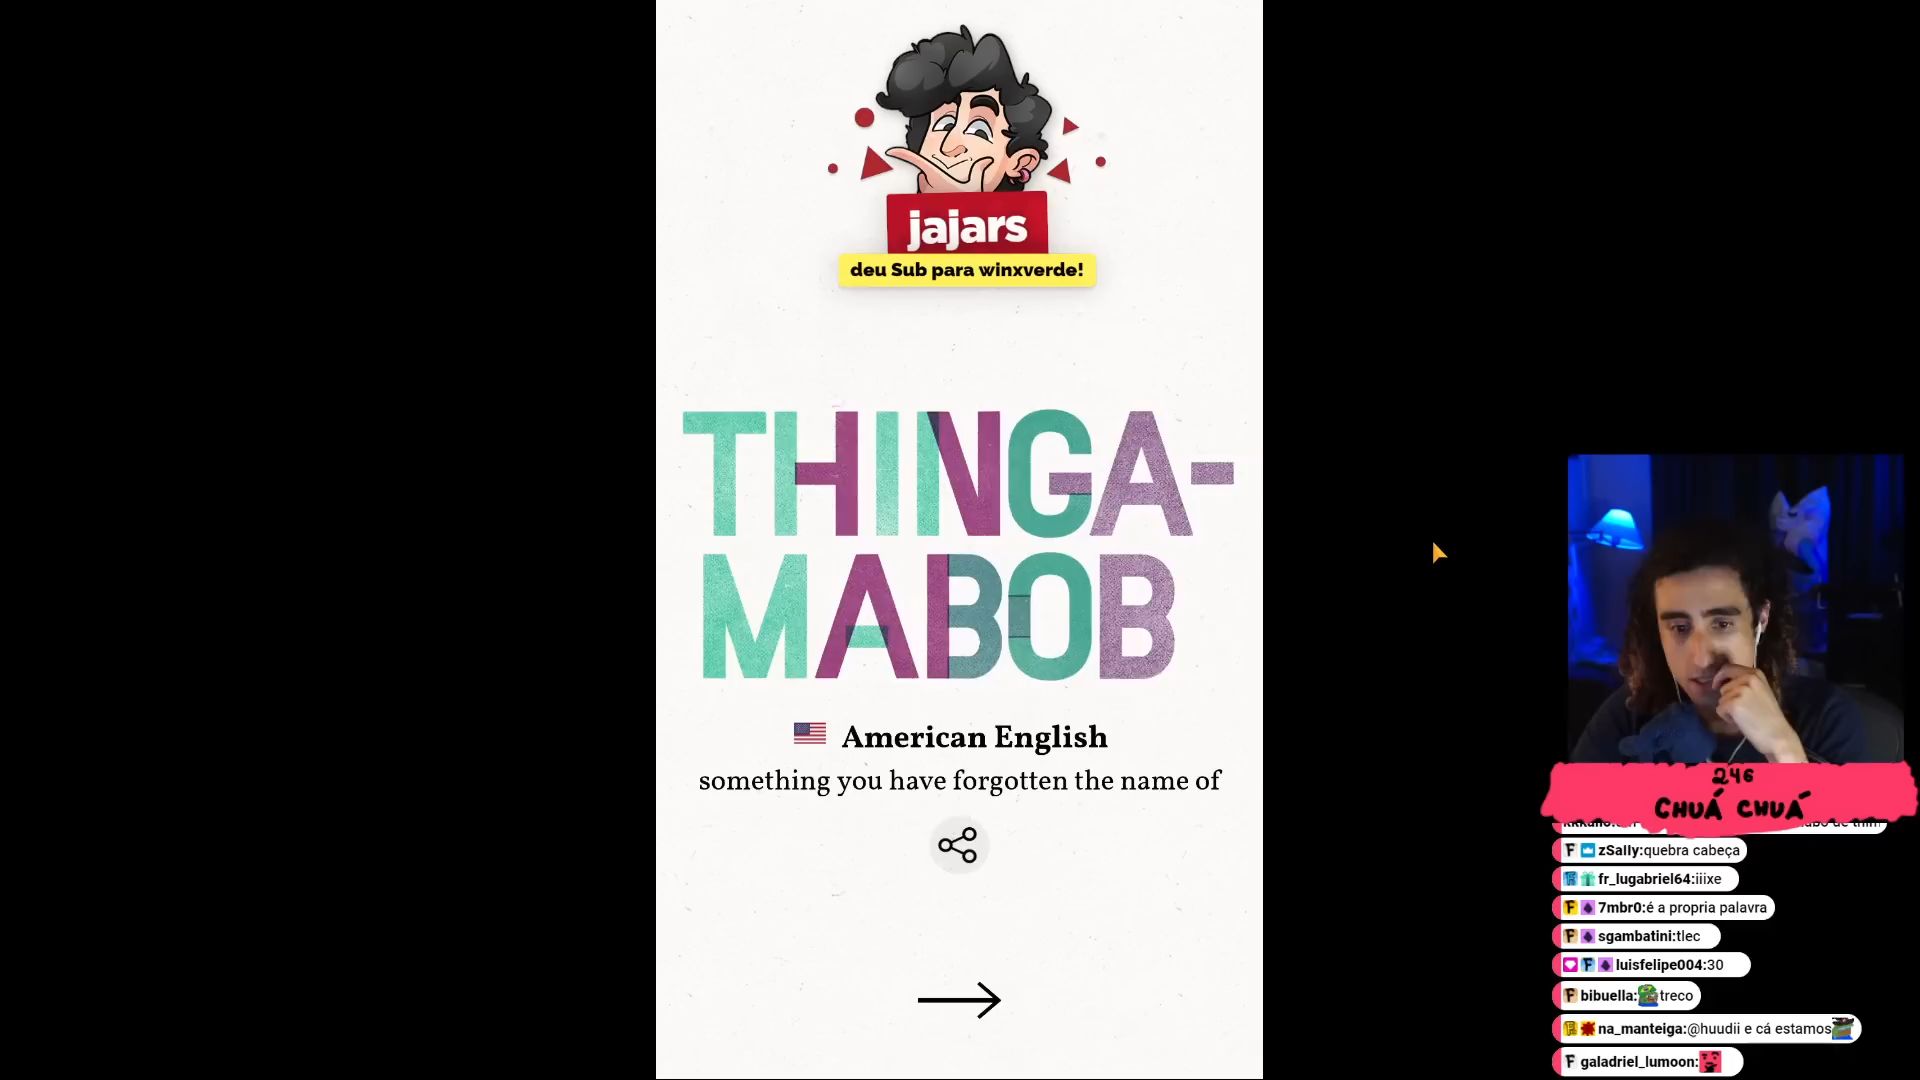 jajars
deu Sub para winxverde!
THINGA-
MABOB
American English
something you have forgotten the name of
246
CHUÁ CHUÁ
zSally:quebra cabeça
fr_lugabriel64:iiixe
7mbr0:é a propria palavra
sgambatini:tlec
luisfelipe004:30
bibuella:treco
na_manteiga:@huudii e cá estamos
galadriel_lumoon: